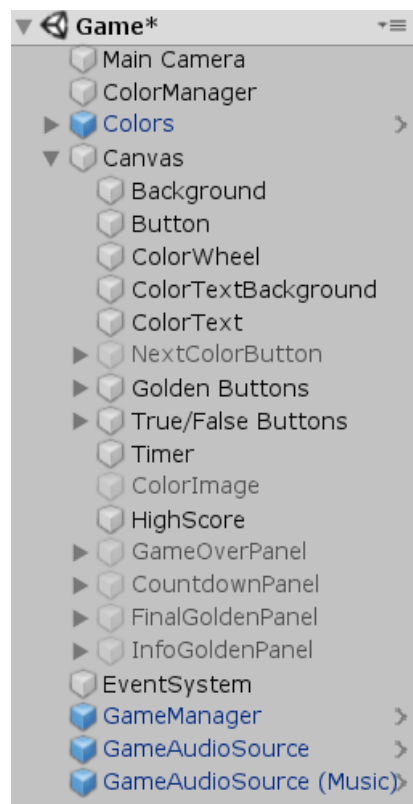 Game*
Main Camera
ColorManager
Colors
Canvas
Background
Button
ColorWheel
ColorTextBackground
ColorText
NextColorButton
Golden Buttons
True/False Buttons
Timer
ColorImage
HighScore
GameOverPanel
CountdownPanel
FinalGoldenPanel
InfoGoldenPanel
EventSystem
GameManager
GameAudioSource
GameAudioSource (Music)